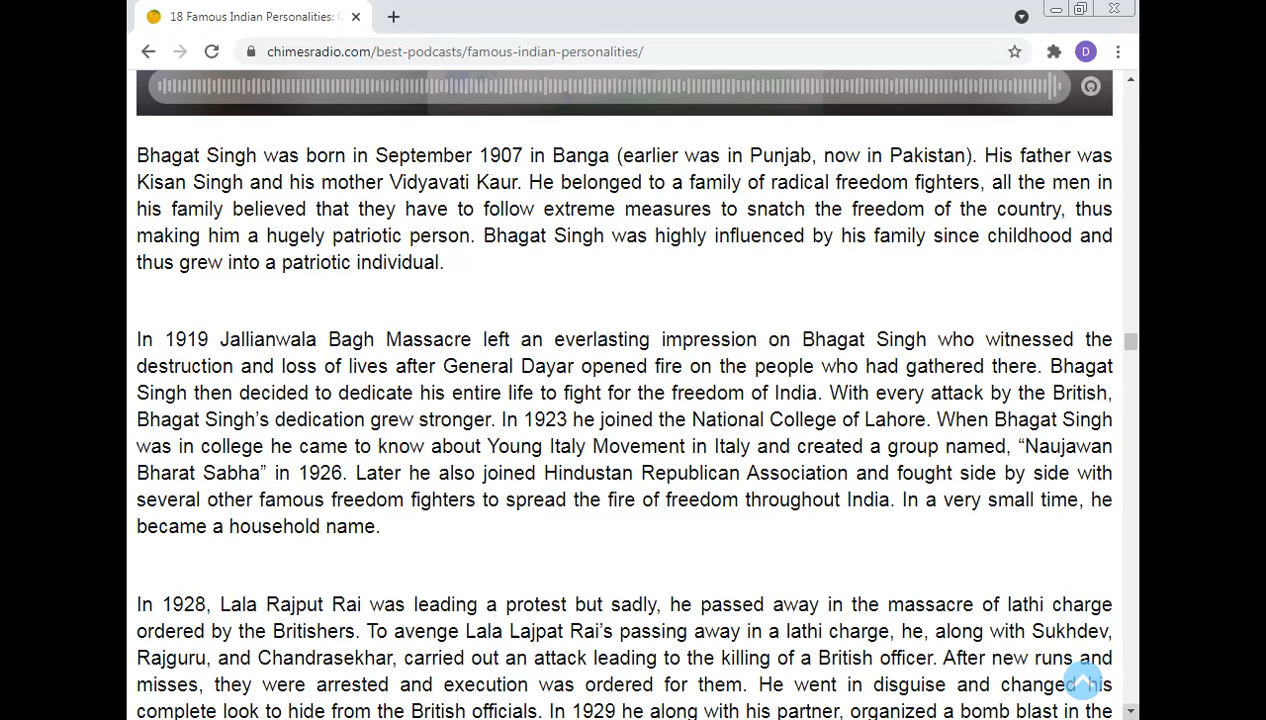 18 Famous Indian Personalities:
chimesradio.com/best-podcasts/famous-indian-personalities/
D
Bhagat Singh was born in September 1907 in Banga (earlier was in Punjab, now in Pakistan). His father was
Kisan Singh and his mother Vidyavati Kaur. He belonged to a family of radical freedom fighters, all the men in
his family believed that they have to follow extreme measures to snatch the freedom of the country, thus
making him a hugely patriotic person. Bhagat Singh was highly influenced by his family since childhood and
thus grew into a patriotic individual.
In 1919 Jallianwala Bagh Massacre left an everlasting impression on Bhagat Singh who witnessed the
destruction and loss of lives after General Dayar opened fire on the people who had gathered there. Bhagat
Singh then decided to dedicate his entire life to fight for the freedom of India. With every attack by the British,
Bhagat Singh’s dedication grew stronger. In 1923 he joined the National College of Lahore. When Bhagat Singh
was in college he came to know about Young Italy Movement in Italy and created a group named, “Naujawan
Bharat Sabha” in 1926. Later he also joined Hindustan Republican Association and fought side by side with
several other famous freedom fighters to spread the fire of freedom throughout India. In a very small time, he
became a household name.
In 1928, Lala Rajput Rai was leading a protest but sadly, he passed away in the massacre of lathi charge
ordered by the Britishers. To avenge Lala Lajpat Rai’s passing away in a lathi charge, he, along with Sukhdev,
Rajguru, and Chandrasekhar, carried out an attack leading to the killing of a British officer. After new runs and
misses, they were arrested and execution was ordered for them. He went in disguise and changed his
complete look to hide from the British officials. In 1929 he along with his partner, organized a bomb blast in the